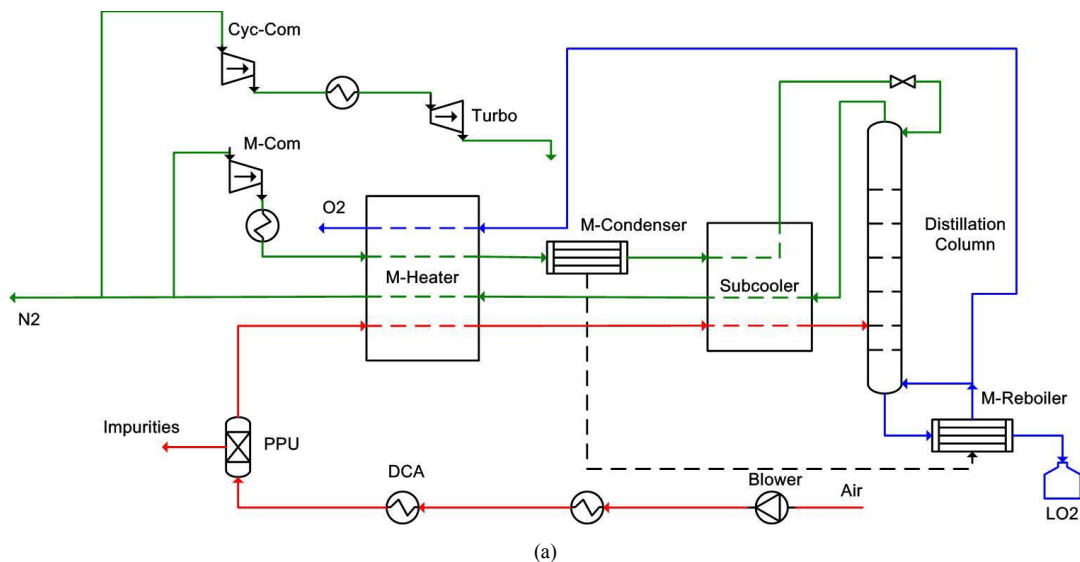 Cyc-Com
Turbo
M-Com
O2
M-Condenser
Distillation
Column
M-Heater
Subcooler
N2
M-Reboiler
Impurities
PPU
DCA
Blower
Air
LO2
(a)